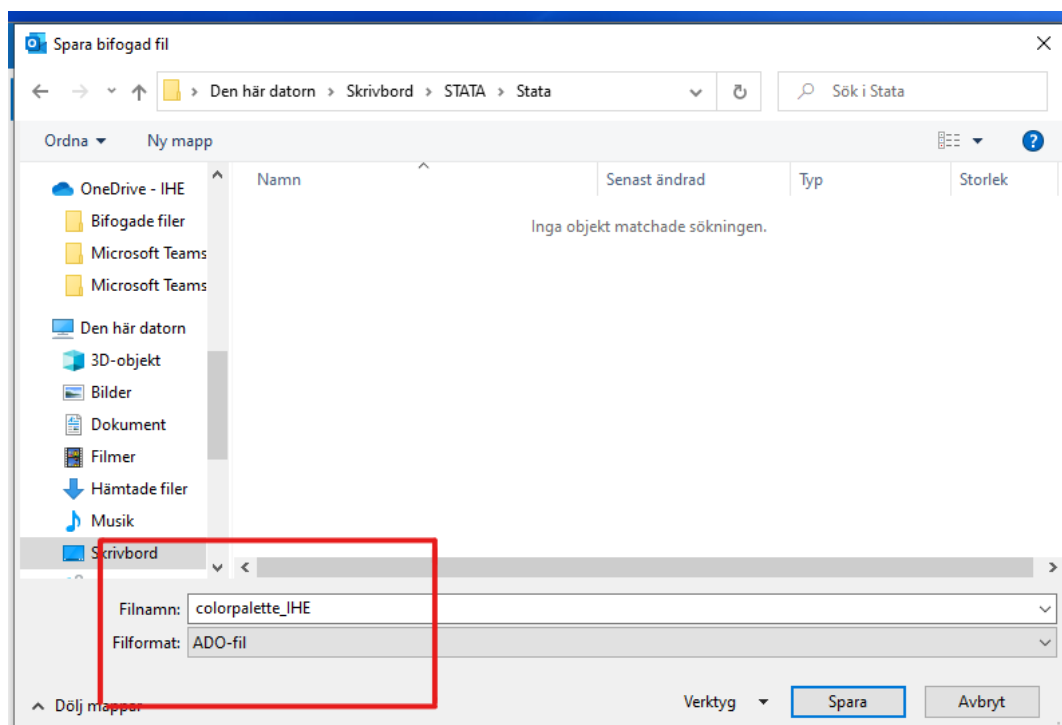 Spara bifogad fil
Den här datorn › Skrivbord › STATA › Stata
Sök i Stata
Ordna
Ny mapp
Namn
Senast ändrad
Typ
Storlek
Inga objekt matchade sökningen.
OneDrive - IHE
Bifogade filer
Microsoft Teams
Microsoft Teams
Den här datorn
3D-objekt
Bilder
Dokument
Filmer
Hämtade filer
Musik
Skrivbord
Filnamn: colorpalette_IHE
Filformat: ADO-fil
Dölj mappar
Verktyg
Spara
Avbryt